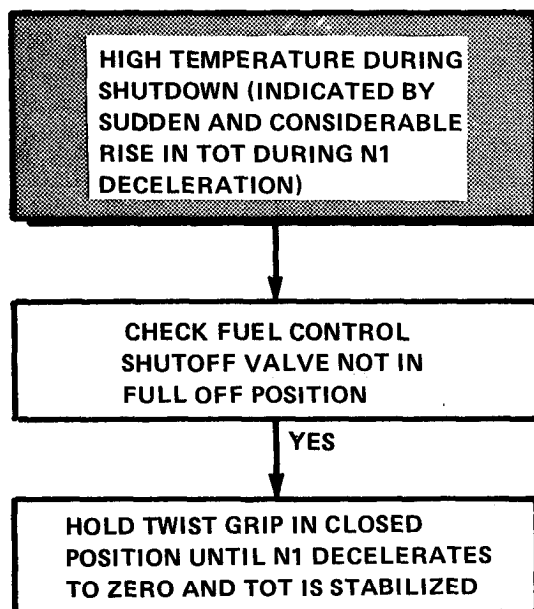 HIGH TEMPERATURE DURING
SHUTDOWN (INDICATED BY
SUDDEN AND CONSIDERABLE
RISE IN TOT DURING N1
DECELERATION)
CHECK FUEL CONTROL
SHUTOFF VALVE NOT IN
FULL OFF POSITION
YES
HOLD TWIST GRIP IN CLOSED
POSITION UNTIL N1 DECELERATES
TO ZERO AND TOT IS STABILIZED